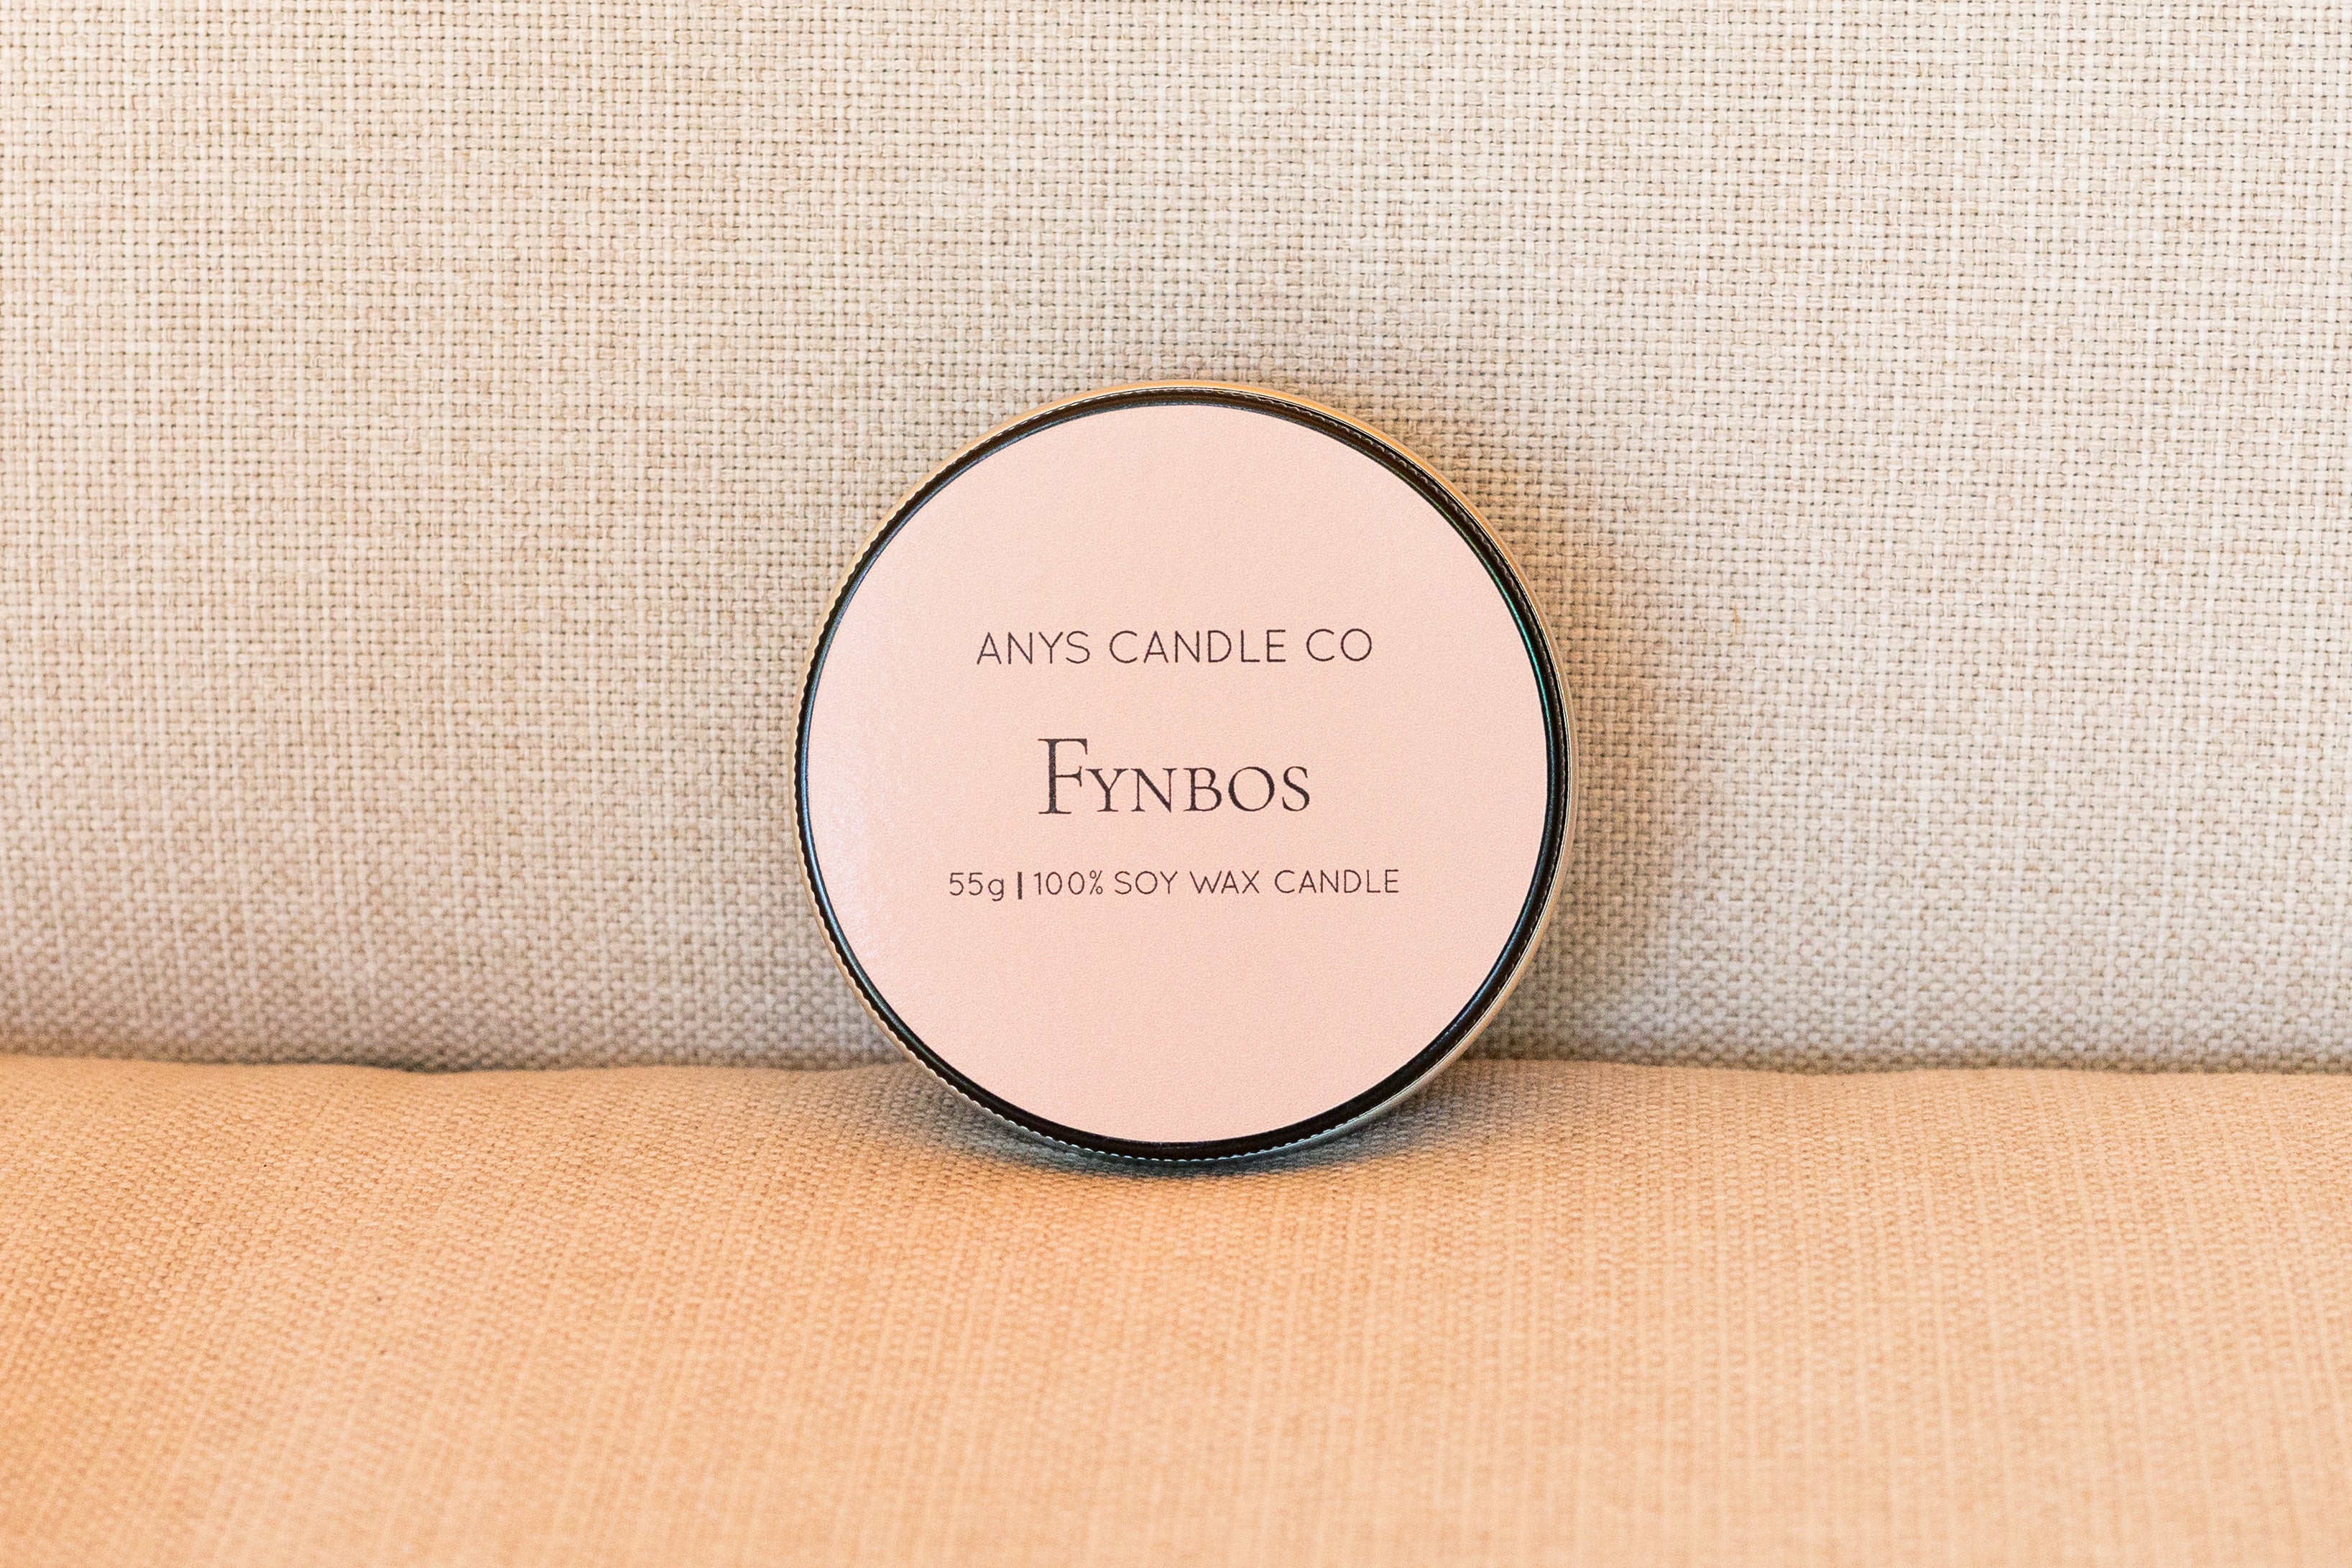 ANYS CANDLE CO
Fynbos
55g | 100% SOY WAX CANDLE